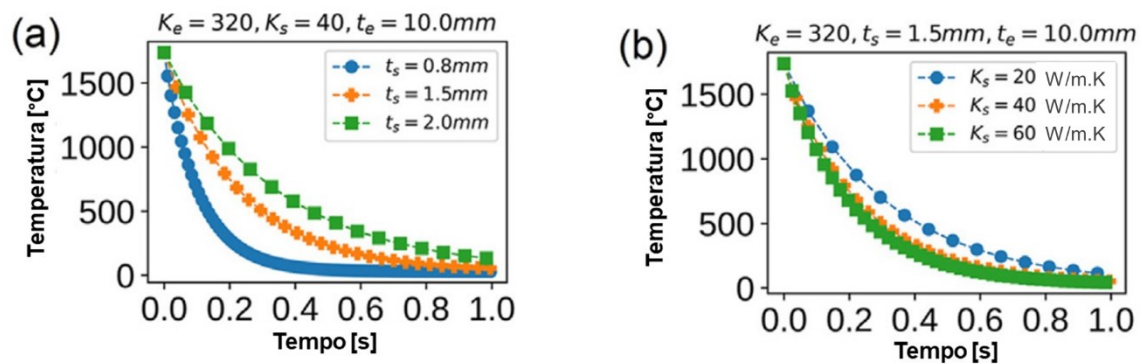 (a)
K_e = 320, K_s = 40, t_e = 10.0mm
t_s = 0.8mm
t_s = 1.5mm
t_s = 2.0mm
Temperatura [°C]
1500
1000
500
0
0.0 0.2 0.4 0.6 0.8 1.0
Tempo [s]
(b)
K_e = 320, t_s = 1.5mm, t_e = 10.0mm
K_s = 20 W/m.K
K_s = 40 W/m.K
K_s = 60 W/m.K
Temperatura [°C]
1500
1000
500
0
0.0 0.2 0.4 0.6 0.8 1.0
Tempo [s]